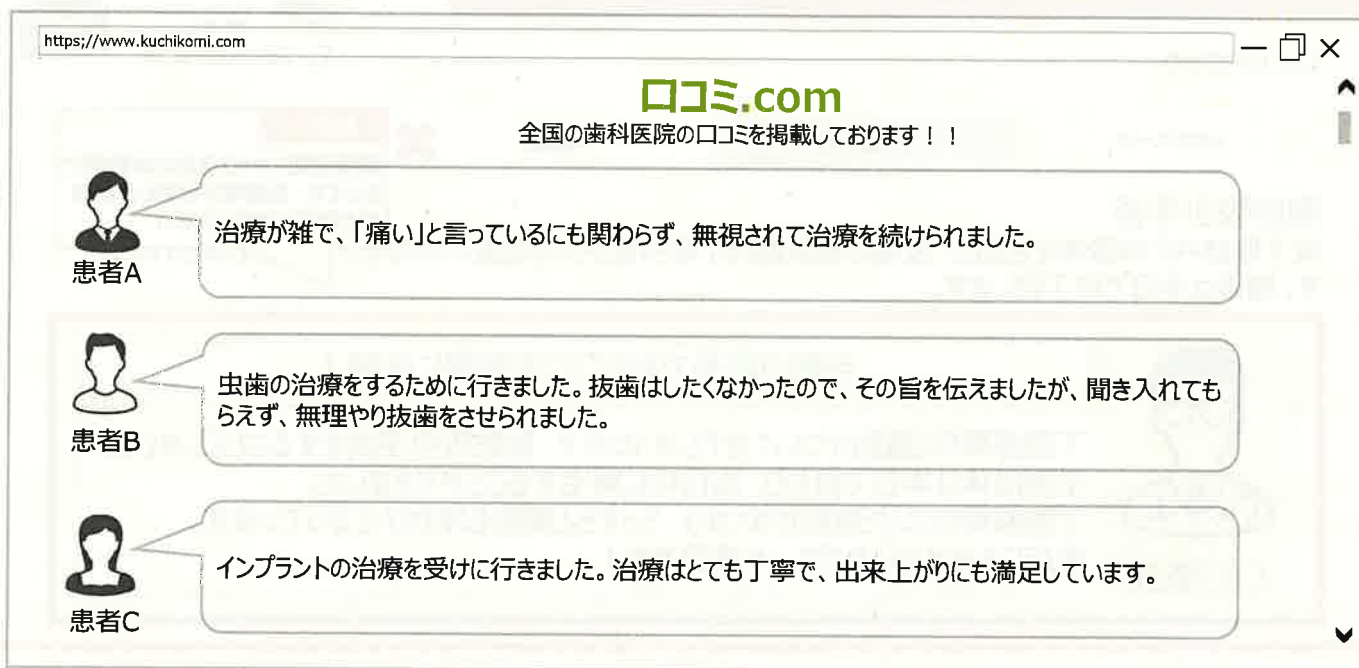 https;//www.kuchikomi.com
口コミ.com
全国の歯科医院の口コミを掲載しております！！
治療が雑で、「痛い」と言っているにも関わらず、無視されて治療を続けられました。
患者A
虫歯の治療をするために行きました。抜歯はしたくなかったので、その旨を伝えましたが、聞き入れても
らえず、無理やり抜歯をさせられました。
患者B
インプラントの治療を受けに行きました。治療はとても丁寧で、出来上がりにも満足しています。
患者C